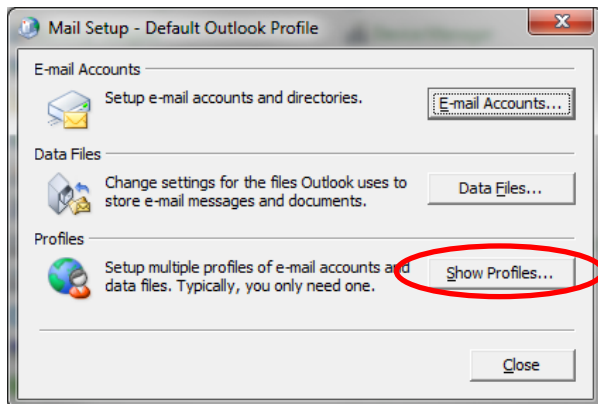 Mail Setup - Default Outlook Profile
E-mail Accounts
Setup e-mail accounts and directories.
E-mail Accounts...
Data Files
Change settings for the files Outlook uses to
store e-mail messages and documents.
Data Files...
Profiles
Setup multiple profiles of e-mail accounts and
data files. Typically, you only need one.
Show Profiles...
Close